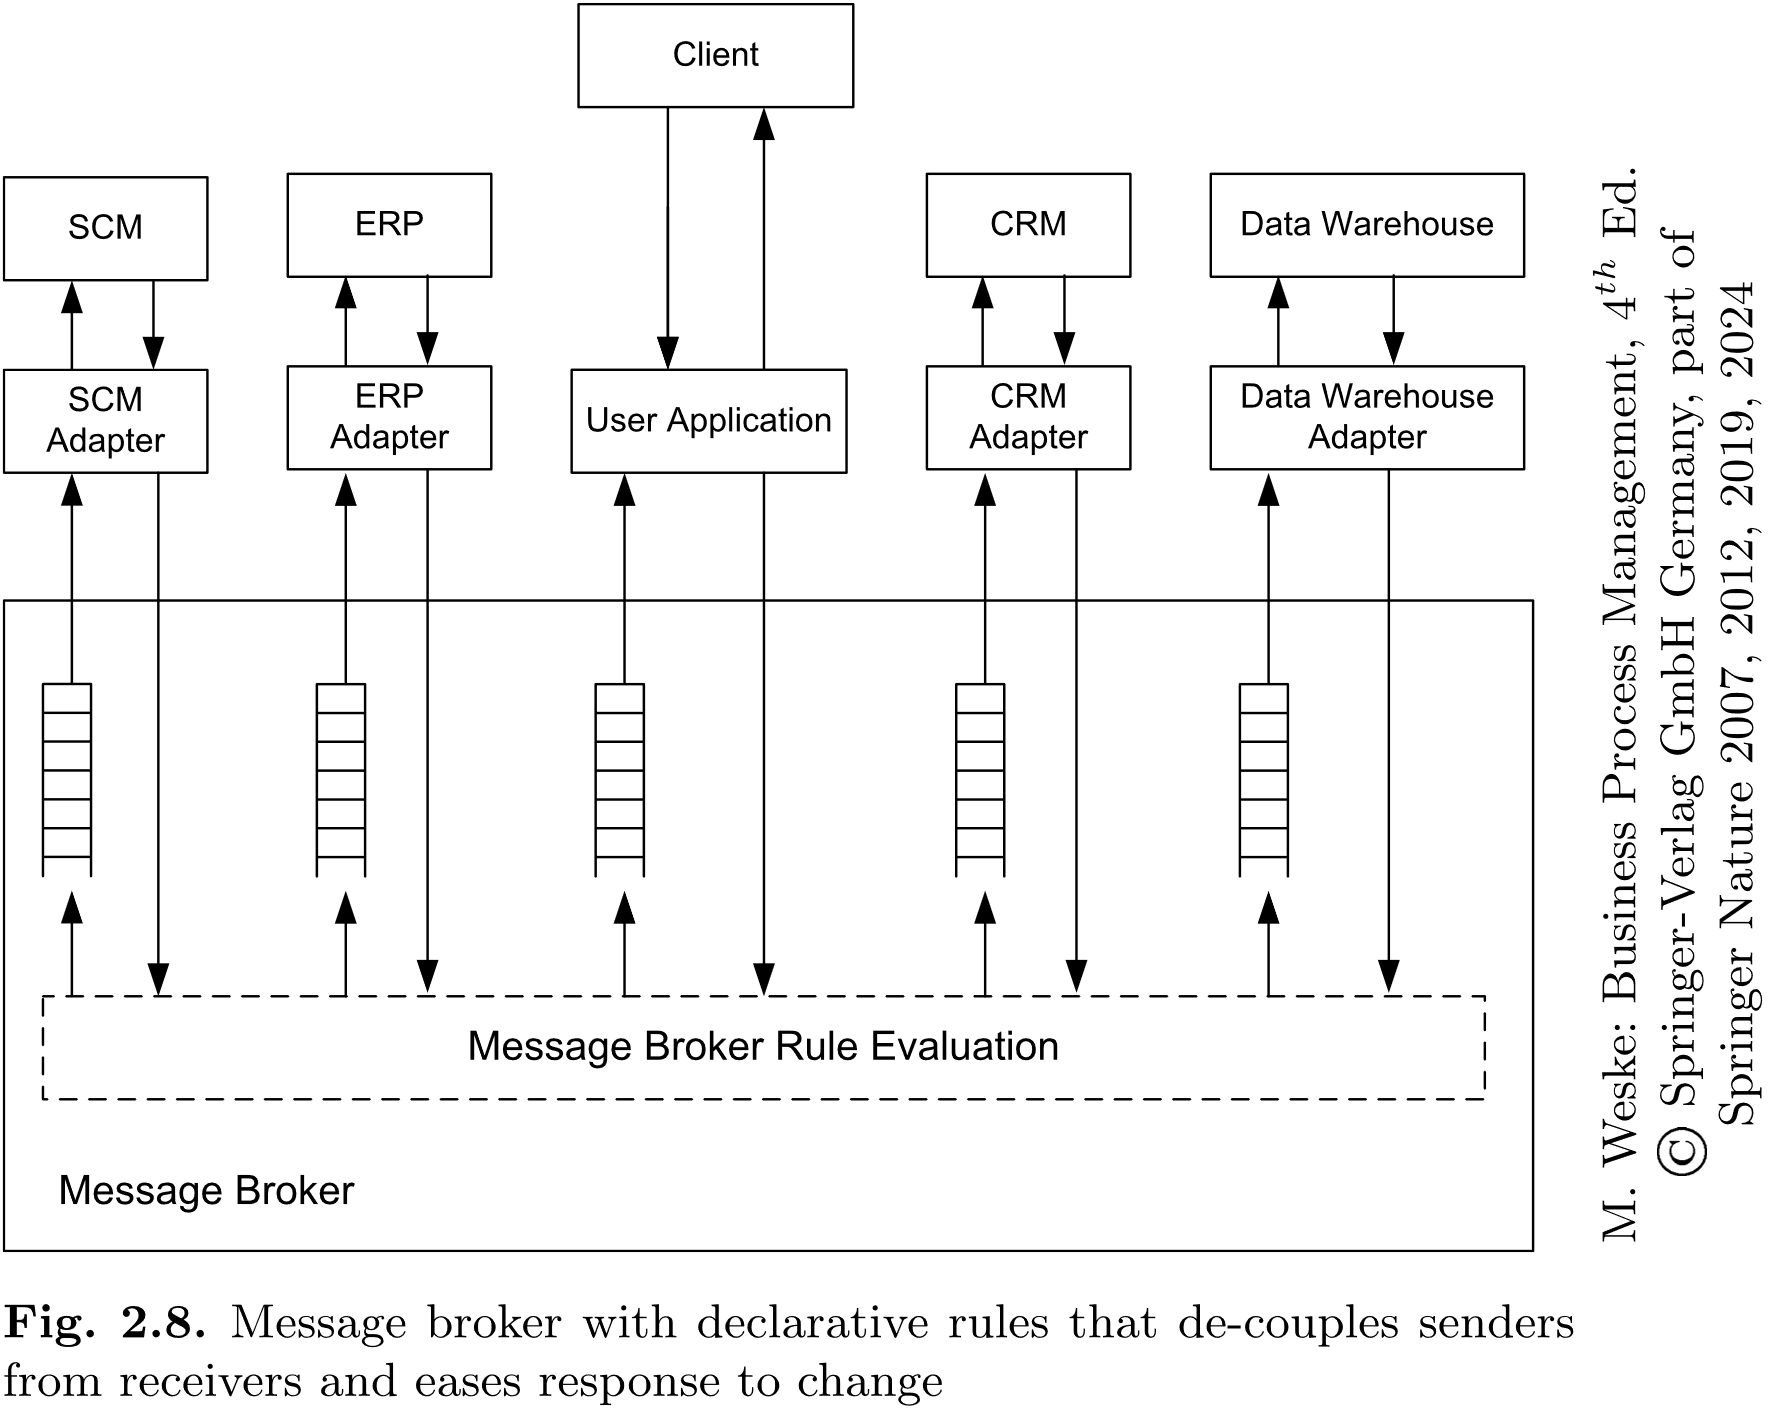 Client
SCM
ERP
CRM
Data Warehouse
SCM
Adapter
ERP
Adapter
User Application
CRM
Adapter
Data Warehouse
Adapter
Message Broker Rule Evaluation
Message Broker
Fig. 2.8. Message broker with declarative rules that de-couples senders
from receivers and eases response to change
M. Weske: Business Process Management, 4th Ed.
© Springer-Verlag GmbH Germany, part of
Springer Nature 2007, 2012, 2019, 2024